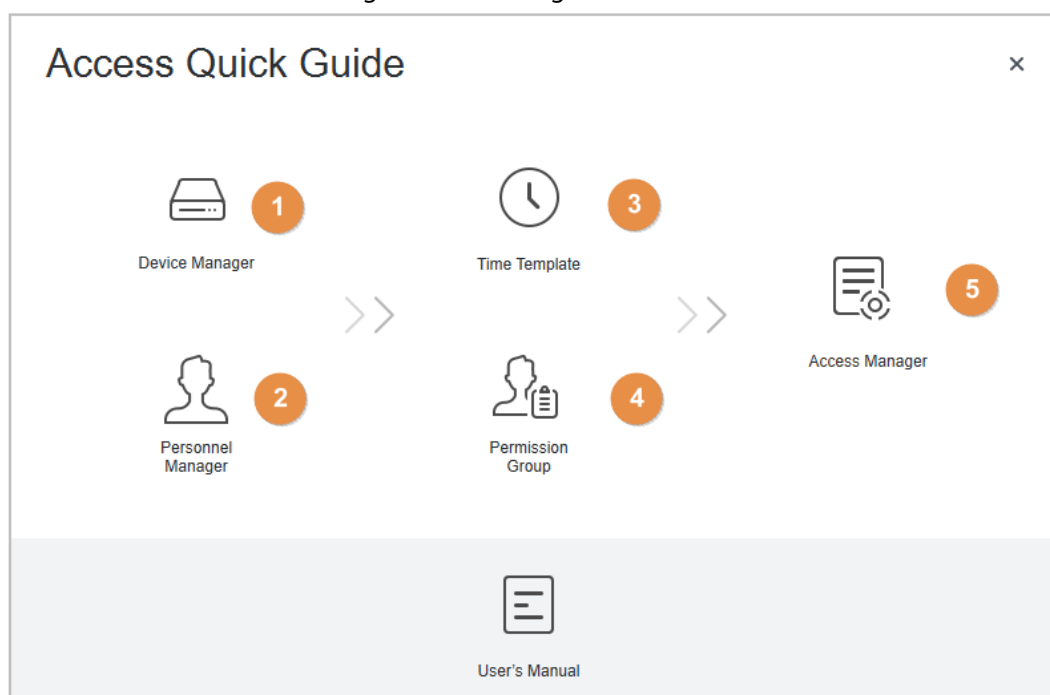 Access Quick Guide
×
1
Device Manager
3
Time Template
5
Access Manager
2
Personnel
Manager
4
Permission
Group
User's Manual